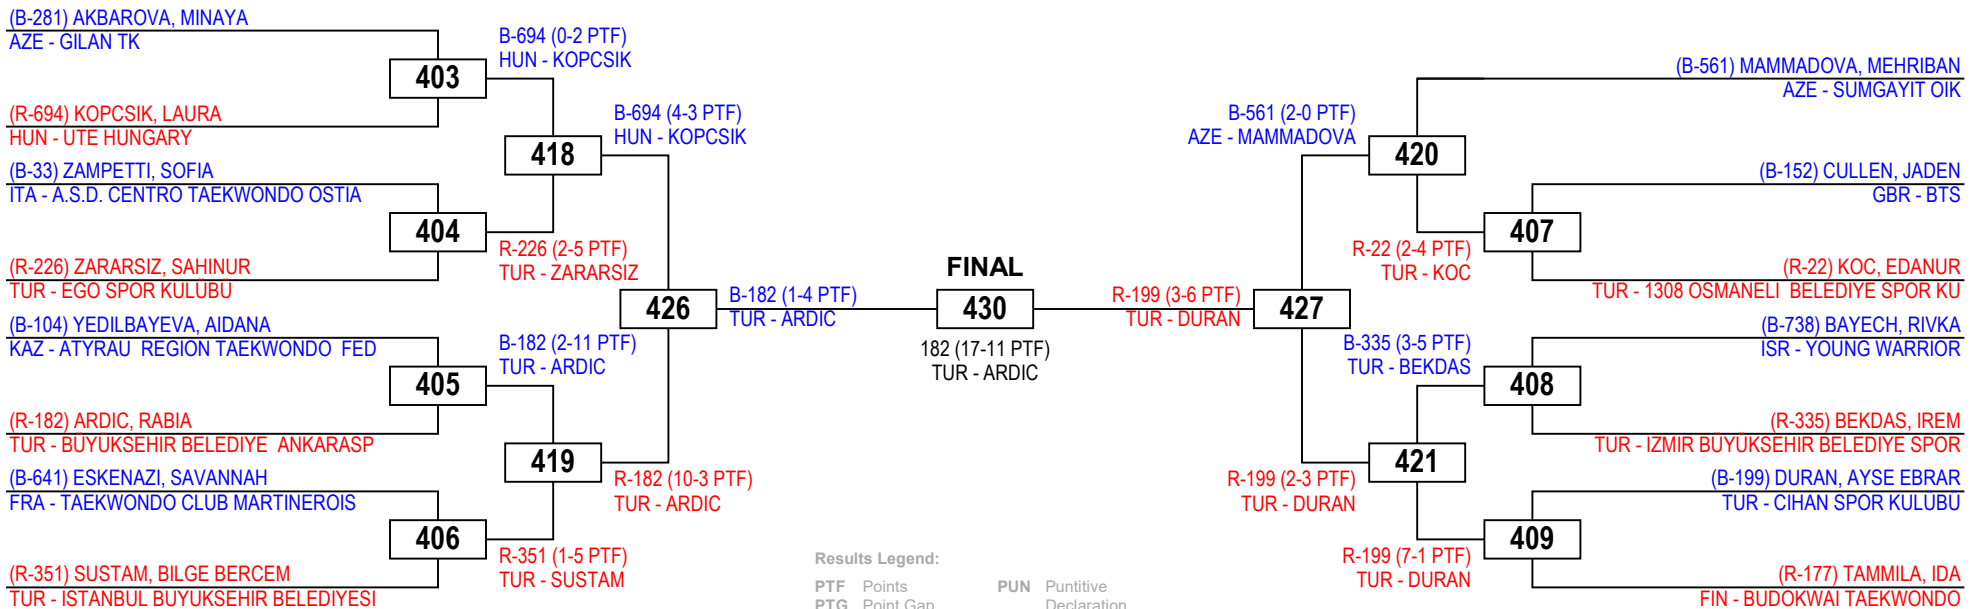 (B-281) AKBAROVA, MINAYA
AZE - GILAN TK
403
(R-694) KOPCSIK, LAURA
HUN - UTE HUNGARY
B-694 (0-2 PTF)
HUN - KOPCSIK
418
(B-33) ZAMPETTI, SOFIA
ITA - A.S.D. CENTRO TAEKWONDO OSTIA
404
(R-226) ZARARSIZ, SAHINUR
TUR - EGO SPOR KULÜBÜ
R-226 (2-5 PTF)
TUR - ZARARSIZ
B-694 (4-3 PTF)
HUN - KOPCSIK
426
(B-104) YEDILBAYEVA, AIDANA
KAZ - ATYRAU REGION TAEKWONDO FED
405
(R-182) ARDIC, RABIA
TUR - BÜYÜKSEHIR BELEDIYE ANKARASP
B-182 (2-11 PTF)
TUR - ARDIC
419
(B-641) ESKENAZI, SAVANNAH
FRA - TAEKWONDO CLUB MARTINEROIS
406
(R-351) SUSTAM, BILGE BERCEM
TUR - ISTANBUL BUYUKSEHIR BELEDIYESI
R-351 (1-5 PTF)
TUR - SUSTAM
R-182 (10-3 PTF)
TUR - ARDIC
B-182 (1-4 PTF)
TUR - ARDIC
FINAL
430
182 (17-11 PTF)
TUR - ARDIC
R-199 (3-6 PTF)
TUR - DURAN
427
B-561 (2-0 PTF)
AZE - MAMMADOVA
420
(B-561) MAMMADOVA, MEHRIBAN
AZE - SUMGAYIT OIK
(B-152) CULLEN, JADEN
GBR - BTS
407
R-22 (2-4 PTF)
TUR - KOC
(R-22) KOC, EDANUR
TUR - 1308 OSMANELI BELEDIYE SPOR KU
(B-738) BAYECH, RIVKA
ISR - YOUNG WARRIOR
B-335 (3-5 PTF)
TUR - BEKDAS
408
(R-335) BEKDAS, IREM
TUR - IZMIR BÜYÜKSEHIR BELEDIYE SPOR
421
R-199 (2-3 PTF)
TUR - DURAN
(B-199) DURAN, AYSE EBRAR
TUR - CIHAN SPOR KULÜBÜ
409
R-199 (7-1 PTF)
TUR - DURAN
(R-177) TAMMILA, IDA
FIN - BUDOKWAI TAEKWONDO
Results Legend:
PTF Points PUN Puntitive
PTG Point Gap Declaration